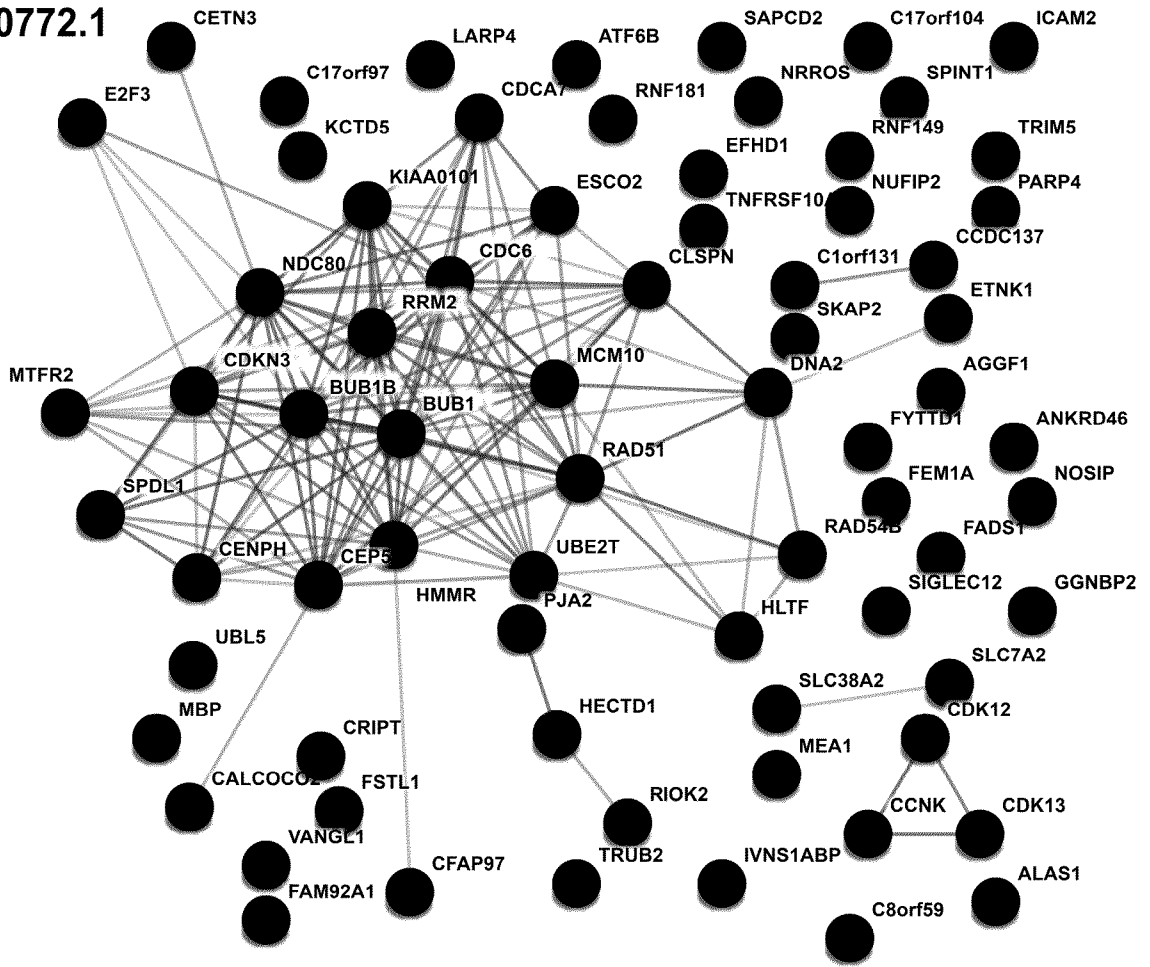 0772.1
CETN3
LARP4
ATF6B
SAPCD2
C17orf104
ICAM2
C17orf97
E2F3
CDCA7
RNF181
NRROS
SPINT1
KCTD5
EFHD1
RNF149
TRIM5
KIAA0101
ESCO2
TNFRSF10
NUFIP2
PARP4
CCDC137
NDC80
CDC6
CLSPN
C1orf131
ETNK1
RRM2
SKAP2
CDKN3
MCM10
DNA2
AGGF1
MTFR2
BUB1B
BUB1
FYTTD1
ANKRD46
RAD51
FEM1A
NOSIP
SPDL1
RAD54B
FADS1
CENPH
CEP5
UBE2T
HMMR
PJA2
HLTF
SIGLEC12
GGNBP2
UBL5
SLC7A2
SLC38A2
MBP
HECTD1
CDK12
CRIPT
MEA1
CALCOCO2
FSTL1
RIOK2
CCNK
CDK13
VANGL1
TRUB2
IVNS1ABP
CFAP97
FAM92A1
ALAS1
C8orf59